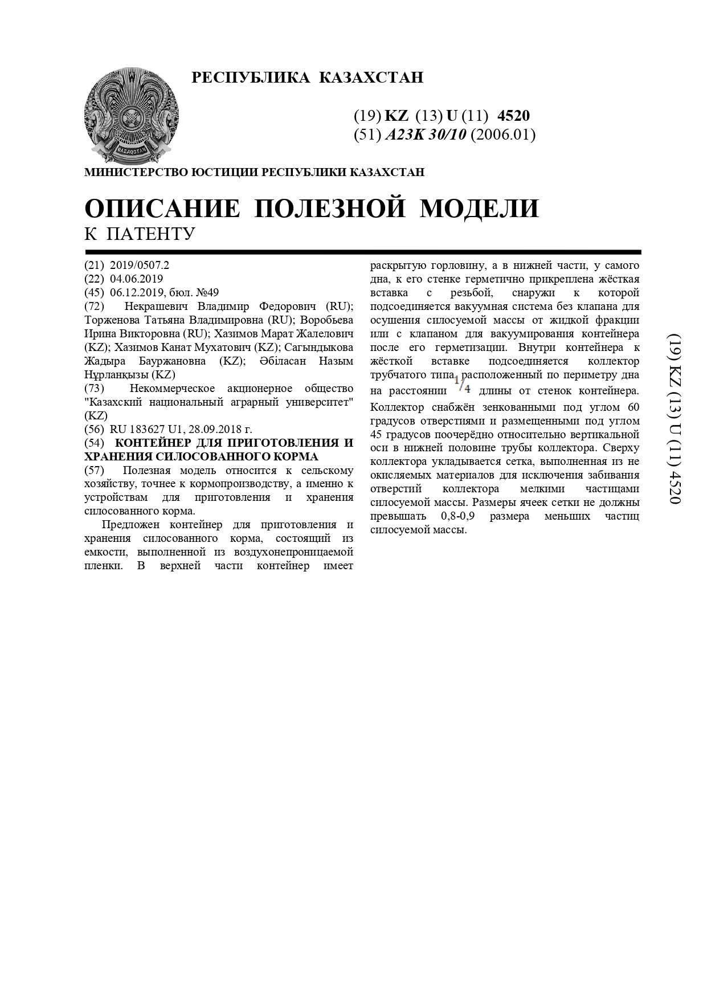 РЕСПУБЛИКА КАЗАХСТАН
(19) KZ (13) U (11) 4520
(51) A23K 30/10 (2006.01)
QAZAQSTAN
МИНИСТЕРСТВО ЮСТИЦИИ РЕСПУБЛИКИ КАЗАХСТАН
ОПИСАНИЕ ПОЛЕЗНОЙ МОДЕЛИ
К ПАТЕНТУ
(21) 2019/0507.2
(22) 04.06.2019
(45) 06.12.2019, бюл. №49
(72) Некрашевич Владимир Федорович (RU);
Торженова Татьяна Владимировна (RU); Воробьева
Ирина Викторовна (RU); Хазимов Марат Жалелович
(KZ); Хазимов Канат Мухатович (KZ); Сагындыкова
Жадыра Бауржановна (KZ); Әбіласан Назым
Нұрланқызы (KZ)
(73) Некоммерческое акционерное общество
"Казахский национальный аграрный университет"
(KZ)
(56) RU 183627 U1, 28.09.2018 г.
(54) КОНТЕЙНЕР ДЛЯ ПРИГОТОВЛЕНИЯ И
ХРАНЕНИЯ СИЛОСОВАННОГО КОРМА
(57) Полезная модель относится к сельскому
хозяйству, точнее к кормопроизводству, а именно к
устройствам для приготовления и хранения
силосованного корма.
Предложен контейнер для приготовления и
хранения силосованного корма, состоящий из
емкости, выполненной из воздухонепроницаемой
пленки. В верхней части контейнер имеет
раскрытую горловину, а в нижней части, у самого
дна, к его стенке герметично прикреплена жёсткая
вставка с резьбой, снаружи к которой
подсоединяется вакуумная система без клапана для
осушения силосуемой массы от жидкой фракции
или с клапаном для вакуумирования контейнера
после его герметизации. Внутри контейнера к
жёсткой вставке подсоединяется коллектор
трубчатого типа, расположенный по периметру дна
на расстоянии 1/4 длины от стенок контейнера.
Коллектор снабжён зенкованными под углом 60
градусов отверстиями и размещенными под углом
45 градусов поочерёдно относительно вертикальной
оси в нижней половине трубы коллектора. Сверху
коллектора укладывается сетка, выполненная из не
окисляемых материалов для исключения забивания
отверстий коллектора мелкими частицами
силосуемой массы. Размеры ячеек сетки не должны
превышать 0,8-0,9 размера меньших частиц
силосуемой массы.
(19) KZ (13) U (11) 4520